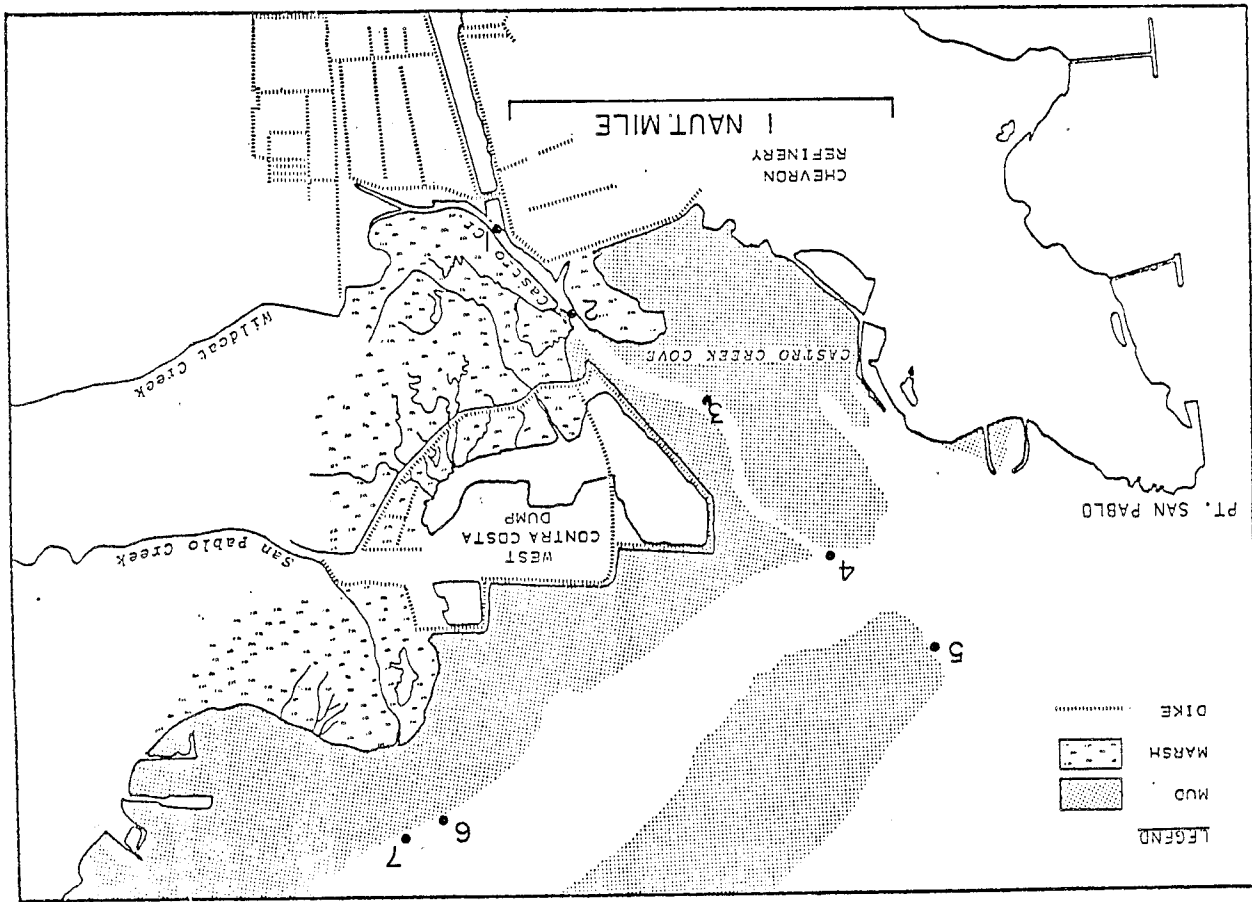 LEGEND
MUD
MARSH
DIKE
7
6
5
4
San Pablo Creek
WEST
CONTRA COSTA
DUMP
PT. SAN PABLO
3
CASTRO CREEK COVE
Wildcat Creek
2
Castro Cr.
1
CHEVRON
REFINERY
1 NAUT. MILE